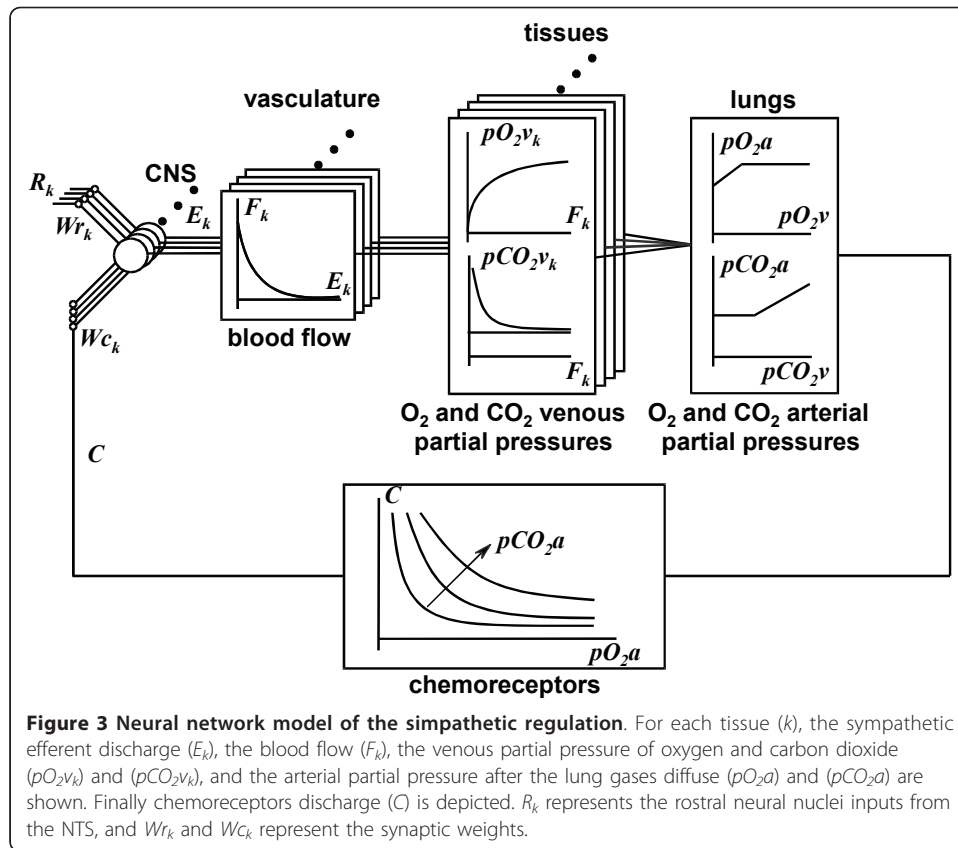 tissues
vasculature
lungs
CNS
R_k
Wr_k
E_k
F_k
E_k
blood flow
pO₂v_k
F_k
pCO₂v_k
F_k
O₂ and CO₂ venous
partial pressures
pO₂a
pO₂v
pCO₂a
pCO₂v
O₂ and CO₂ arterial
partial pressures
Wc_k
C
C
pCO₂a
pO₂a
chemoreceptors
Figure 3 Neural network model of the simpathetic regulation. For each tissue (k), the sympathetic
efferent discharge (E_k), the blood flow (F_k), the venous partial pressure of oxygen and carbon dioxide
(pO₂v_k) and (pCO₂v_k), and the arterial partial pressure after the lung gases diffuse (pO₂a) and (pCO₂a) are
shown. Finally chemoreceptors discharge (C) is depicted. R_k represents the rostral neural nuclei inputs from
the NTS, and Wr_k and Wc_k represent the synaptic weights.